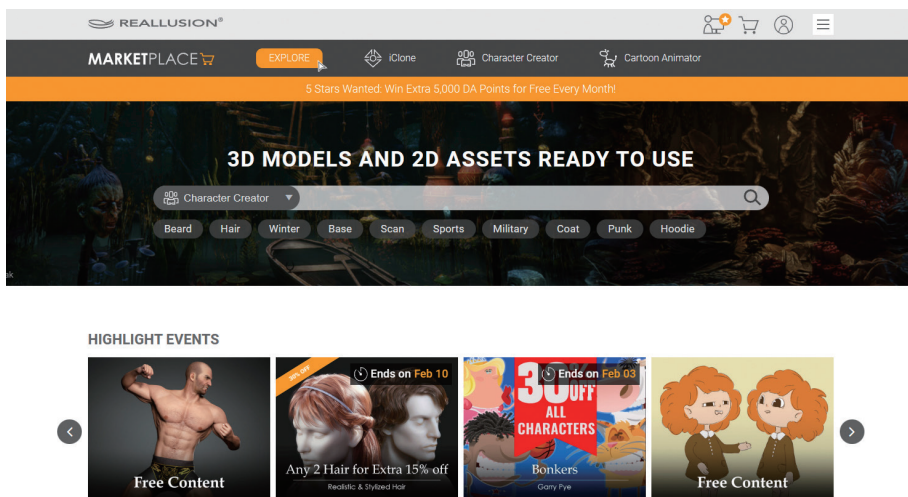 REALLUSION®
MARKETPLACE EXPLORE iClone Character Creator Cartoon Animator
5 Stars Wanted: Win Extra 5,000 DA Points for Free Every Month!
3D MODELS AND 2D ASSETS READY TO USE
Character Creator
Beard Hair Winter Base Scan Sports Military Coat Punk Hoodie
ak
HIGHLIGHT EVENTS
Free Content
30% OFF
Ends on Feb 10
Any 2 Hair for Extra 15% off
Realistic & Stylized Hair
Ends on Feb 03
30% OFF
ALL
CHARACTERS
Bonkers
Garry Pye
Free Content